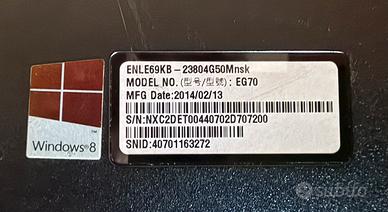 ENLE69KB-23804G50Mnsk
MODEL NO. (型号/型號) : EG70
MFG Date:2014/02/13
S/N:NXC2DET00440702D707200
SNID:40701163272
Windows®8
subito